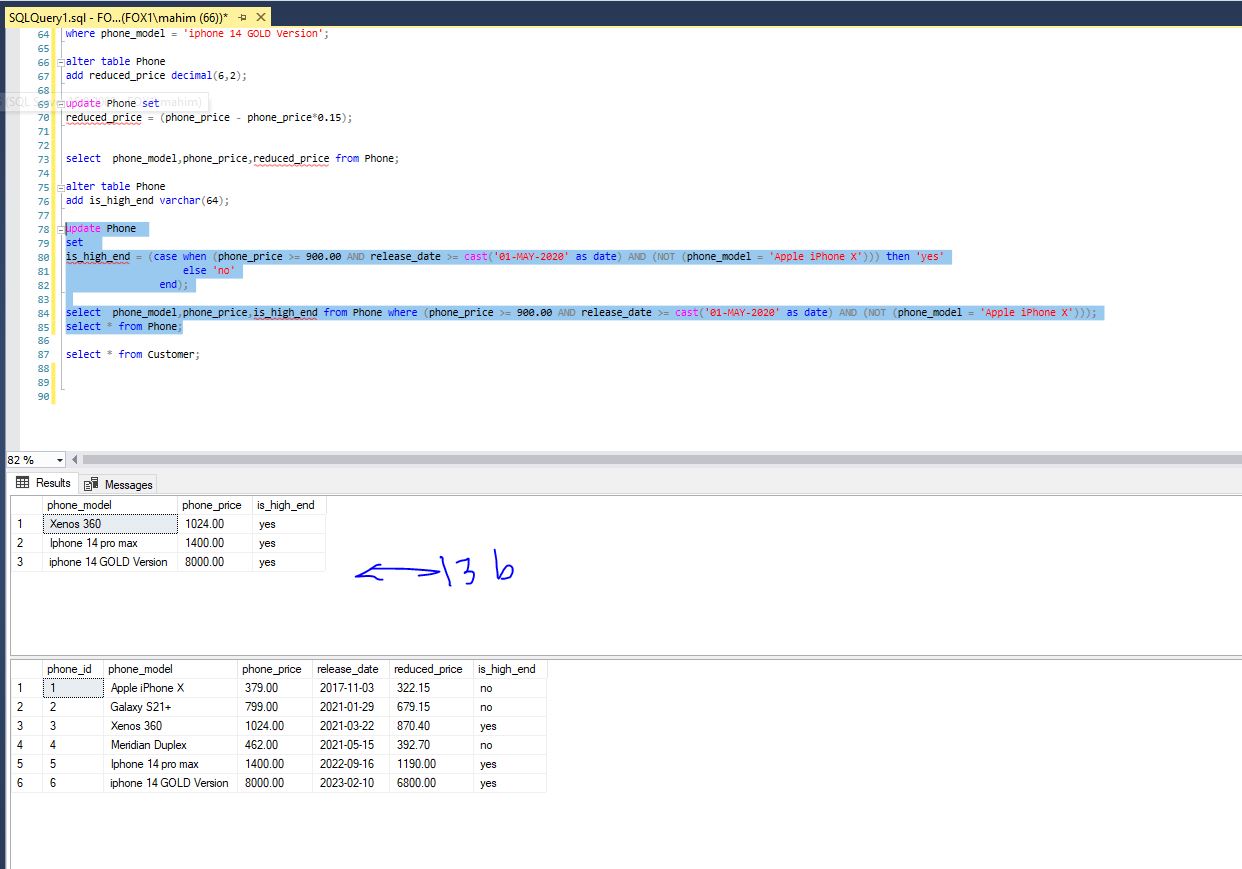 SQLQuery1.sql - FO...(FOX1\mahim (66))*
64 where phone_model = 'iphone 14 GOLD Version';
65
66 alter table Phone
67 add reduced_price decimal(6,2);
68
69 update Phone set
70 reduced_price = (phone_price - phone_price*0.15);
71
72
73 select  phone_model,phone_price,reduced_price from Phone;
74
75 alter table Phone
76 add is_high_end varchar(64);
77
78 update Phone
79 set
80 is_high_end = (case when (phone_price >= 900.00 AND release_date >= cast('01-MAY-2020' as date) AND (NOT (phone_model = 'Apple iPhone X'))) then 'yes'
81 else 'no'
82 end);
83
84 select  phone_model,phone_price,is_high_end from Phone where (phone_price >= 900.00 AND release_date >= cast('01-MAY-2020' as date) AND (NOT (phone_model = 'Apple iPhone X')));
85 select * from Phone;
86
87 select * from Customer;
88
89
90
82 %
Results Messages
phone_model phone_price is_high_end
1 Xenos 360 1024.00 yes
2 Iphone 14 pro max 1400.00 yes
3 iphone 14 GOLD Version 8000.00 yes
13 b
phone_id phone_model phone_price release_date reduced_price is_high_end
1 1 Apple iPhone X 379.00 2017-11-03 322.15 no
2 2 Galaxy S21+ 799.00 2021-01-29 679.15 no
3 3 Xenos 360 1024.00 2021-03-22 870.40 yes
4 4 Meridian Duplex 462.00 2021-05-15 392.70 no
5 5 Iphone 14 pro max 1400.00 2022-09-16 1190.00 yes
6 6 iphone 14 GOLD Version 8000.00 2023-02-10 6800.00 yes